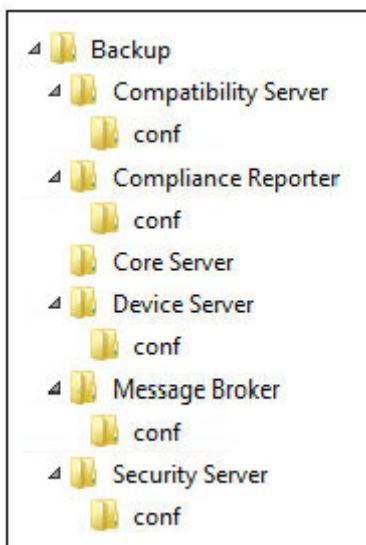 Backup
Compatibility Server
conf
Compliance Reporter
conf
Core Server
Device Server
conf
Message Broker
conf
Security Server
conf